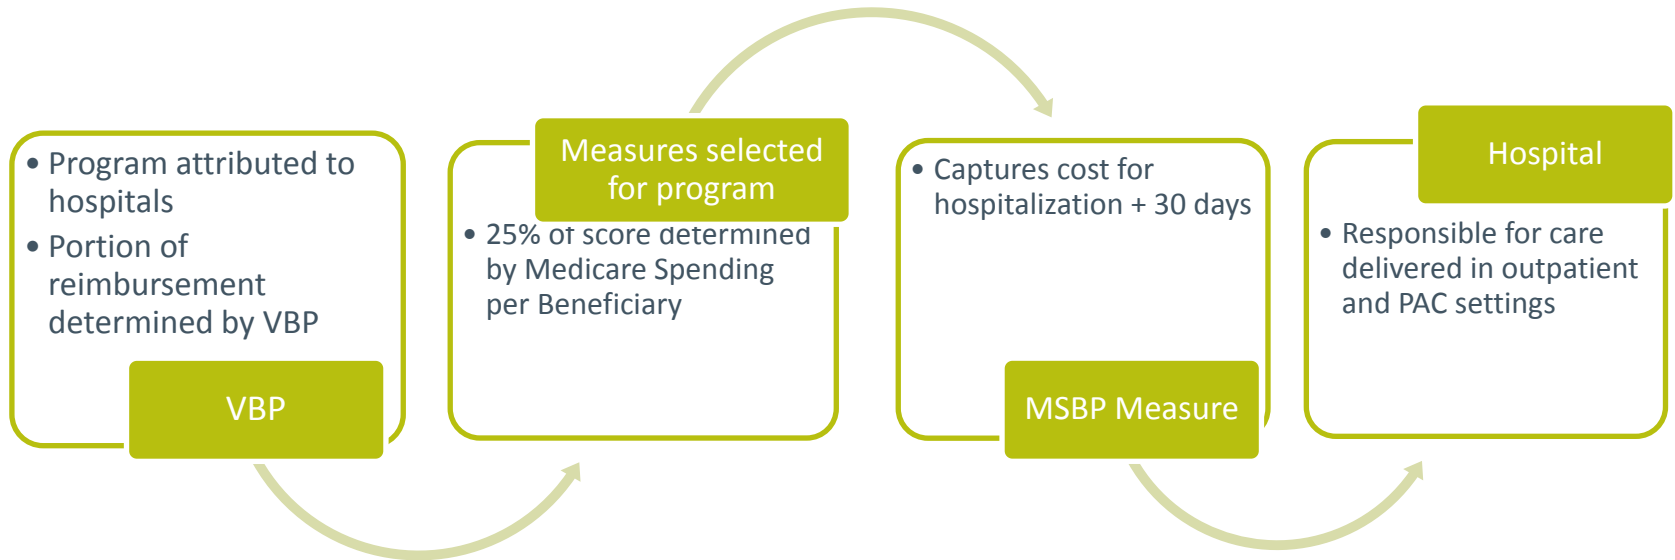 • Program attributed to
hospitals
• Portion of
reimbursement
determined by VBP
VBP
Measures selected
for program
• 25% of score determined
by Medicare Spending
per Beneficiary
• Captures cost for
hospitalization + 30 days
MSBP Measure
Hospital
• Responsible for care
delivered in outpatient
and PAC settings